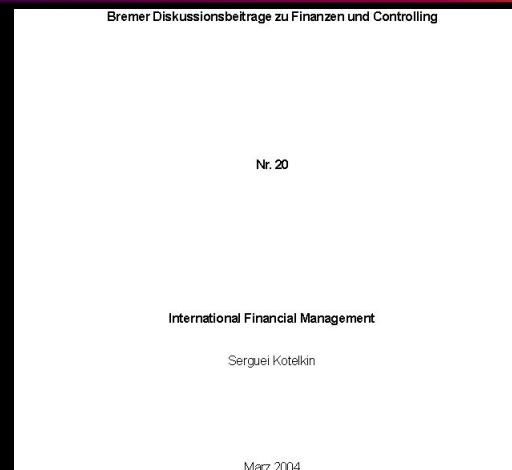 Bremer Diskussionsbeitrage zu Finanzen und Controlling
Nr. 20
International Financial Management
Serguei Kotelkin
Marz 2004